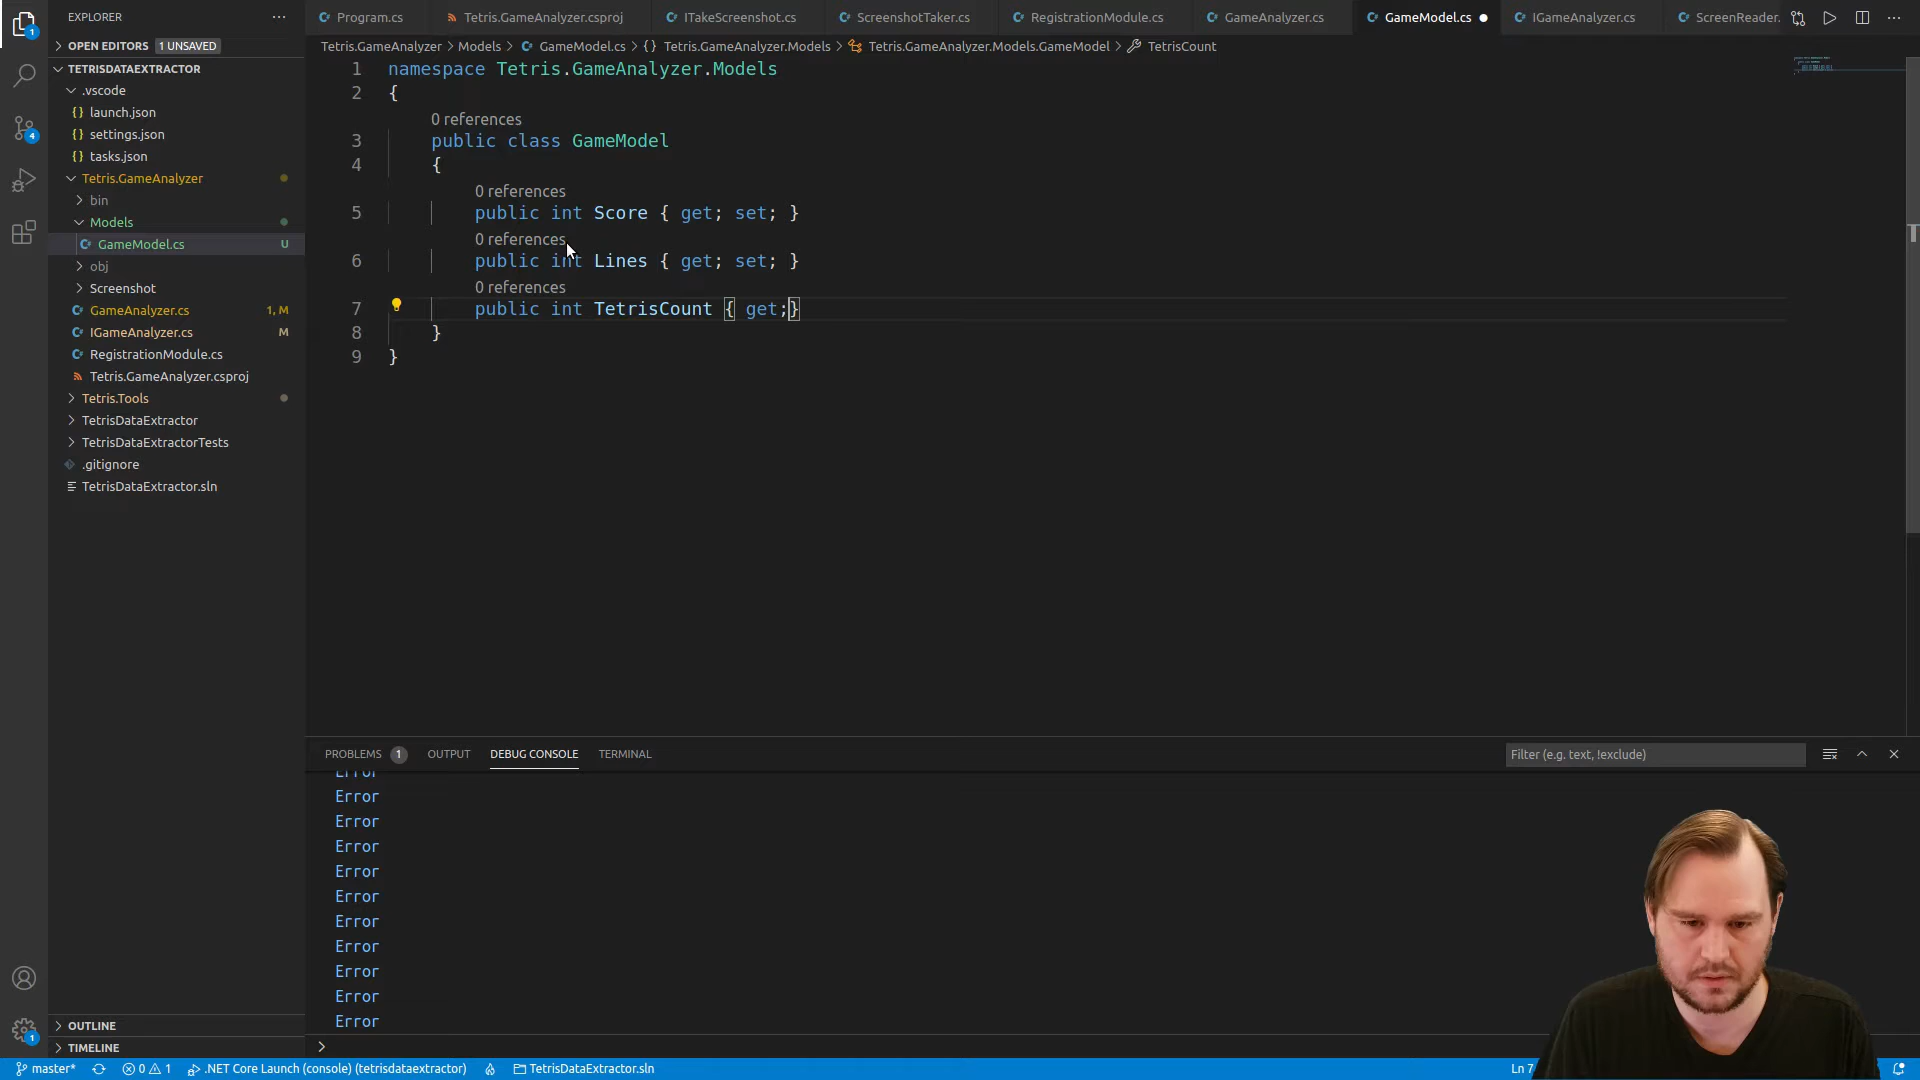 EXPLORER
Program.cs
Tetris.GameAnalyzer.csproj
ITakeScreenshot.cs
ScreenshotTaker.cs
RegistrationModule.cs
GameAnalyzer.cs
GameModel.cs
IGameAnalyzer.cs
ScreenReader.
OPEN EDITORS 1 UNSAVED
Tetris.GameAnalyzer > Models > GameModel.cs > {} Tetris.GameAnalyzer.Models > Tetris.GameAnalyzer.Models.GameModel > TetrisCount
TETRISDATAEXTRACTOR
.vscode
{} launch.json
{} settings.json
{} tasks.json
Tetris.GameAnalyzer
bin
Models
GameModel.cs U
obj
Screenshot
GameAnalyzer.cs 1, M
IGameAnalyzer.cs M
RegistrationModule.cs
Tetris.GameAnalyzer.csproj
Tetris.Tools
TetrisDataExtractor
TetrisDataExtractorTests
.gitignore
TetrisDataExtractor.sln
OUTLINE
TIMELINE
1 namespace Tetris.GameAnalyzer.Models
2 {
0 references
3 public class GameModel
4 {
0 references
5 public int Score { get; set; }
0 references
6 public int Lines { get; set; }
0 references
7 public int TetrisCount { get;}
8 }
9 }
PROBLEMS 1 OUTPUT DEBUG CONSOLE TERMINAL
Filter (e.g. text, !exclude)
Error
Error
Error
Error
Error
Error
Error
Error
Error
Error
Error
>
1
4
1
master* 0 1 .NET Core Launch (console) (tetrisdataextractor) TetrisDataExtractor.sln Ln 7